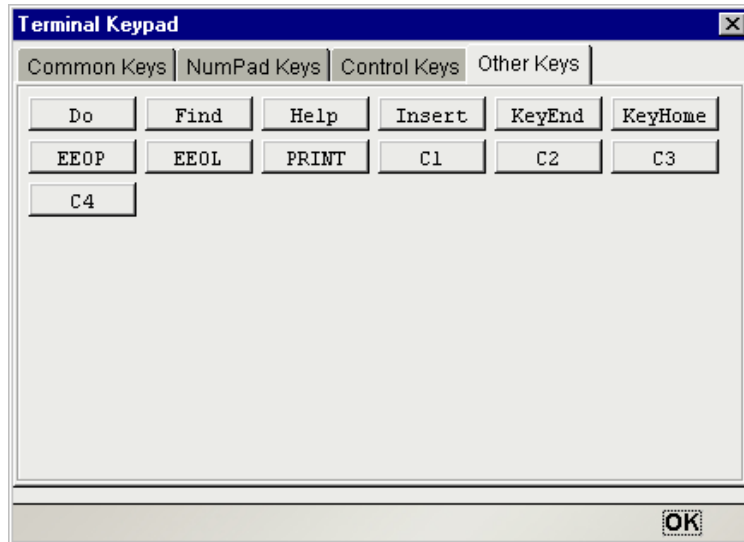 Terminal Keypad
Common Keys NumPad Keys Control Keys Other Keys
Do Find Help Insert KeyEnd KeyHome
EEOP EEOL PRINT C1 C2 C3
C4
OK